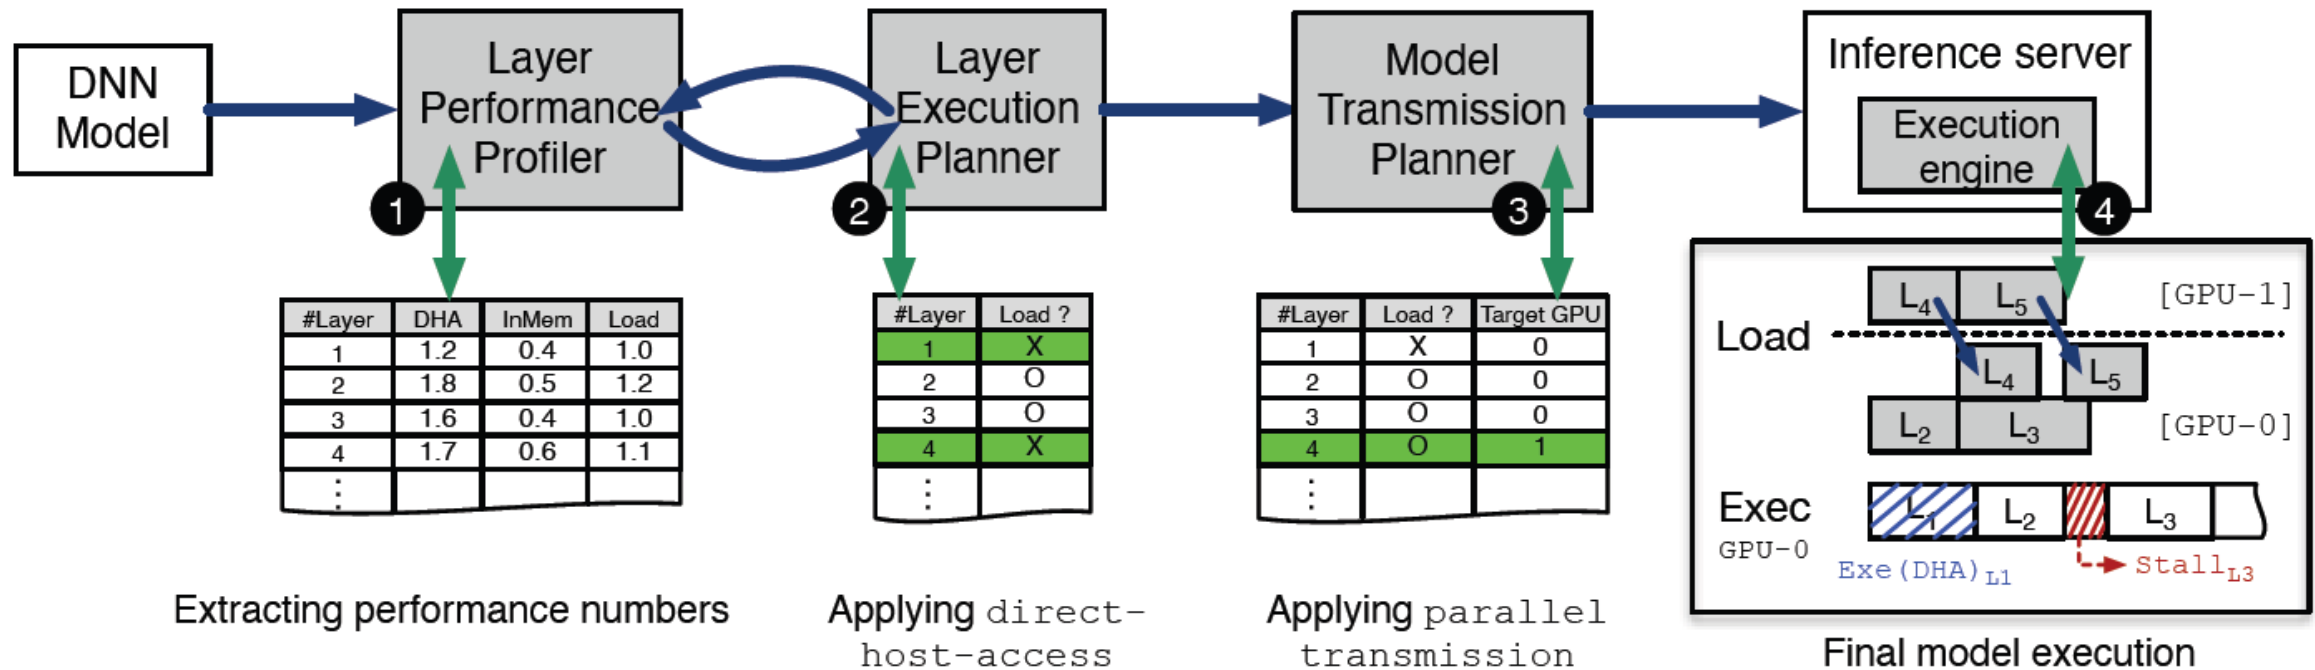 DNN
Model
Layer
Performance
Profiler
Layer
Execution
Planner
Model
Transmission
Planner
Inference server
Execution
engine
1
2
3
4
#Layer DHA InMem Load
1 1.2 0.4 1.0
2 1.8 0.5 1.2
3 1.6 0.4 1.0
4 1.7 0.6 1.1
⋮
#Layer Load ?
1 X
2 O
3 O
4 X
⋮
#Layer Load ? Target GPU
1 X 0
2 O 0
3 O 0
4 O 1
⋮
L4 L5 [GPU-1]
Load
L4 L5
L2 L3 [GPU-0]
Exec L1 L2 L3
GPU-0
Exe(DHA)L1 StallL3
Extracting performance numbers
Applying direct-
host-access
Applying parallel
transmission
Final model execution